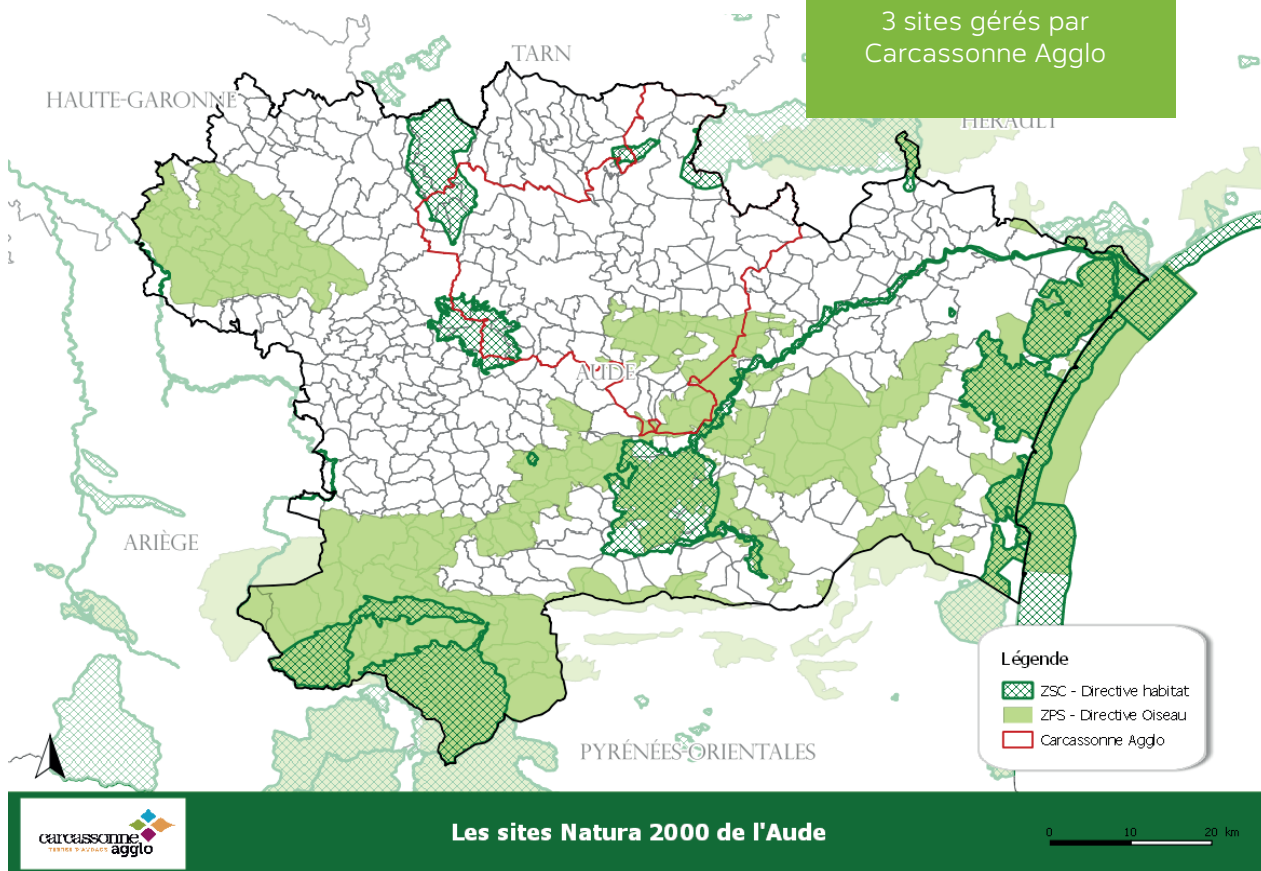 3 sites gérés par
Carcassonne Agglo
TARN
HAUTE-GARONNE
HÉRAULT
AUDE
ARIÈGE
PYRÉNÉES-ORIENTALES
Légende
ZSC - Directive habitat
ZPS - Directive Oiseau
Carcassonne Agglo
carcassonne
agglo
Les sites Natura 2000 de l'Aude
0 10 20 km